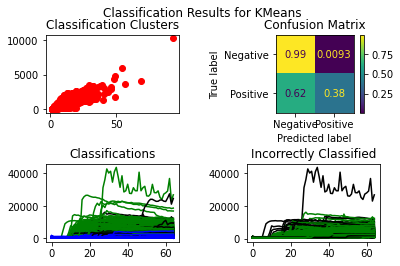 Classification Results for KMeans
Classification Clusters
10000
5000
0
50
Confusion Matrix
True label
Negative
Positive
0.99
0.0093
0.62
0.38
Negative
Positive
Predicted label
0.75
0.50
0.25
Classifications
40000
20000
0
0
20
40
60
Incorrectly Classified
40000
20000
0
0
20
40
60